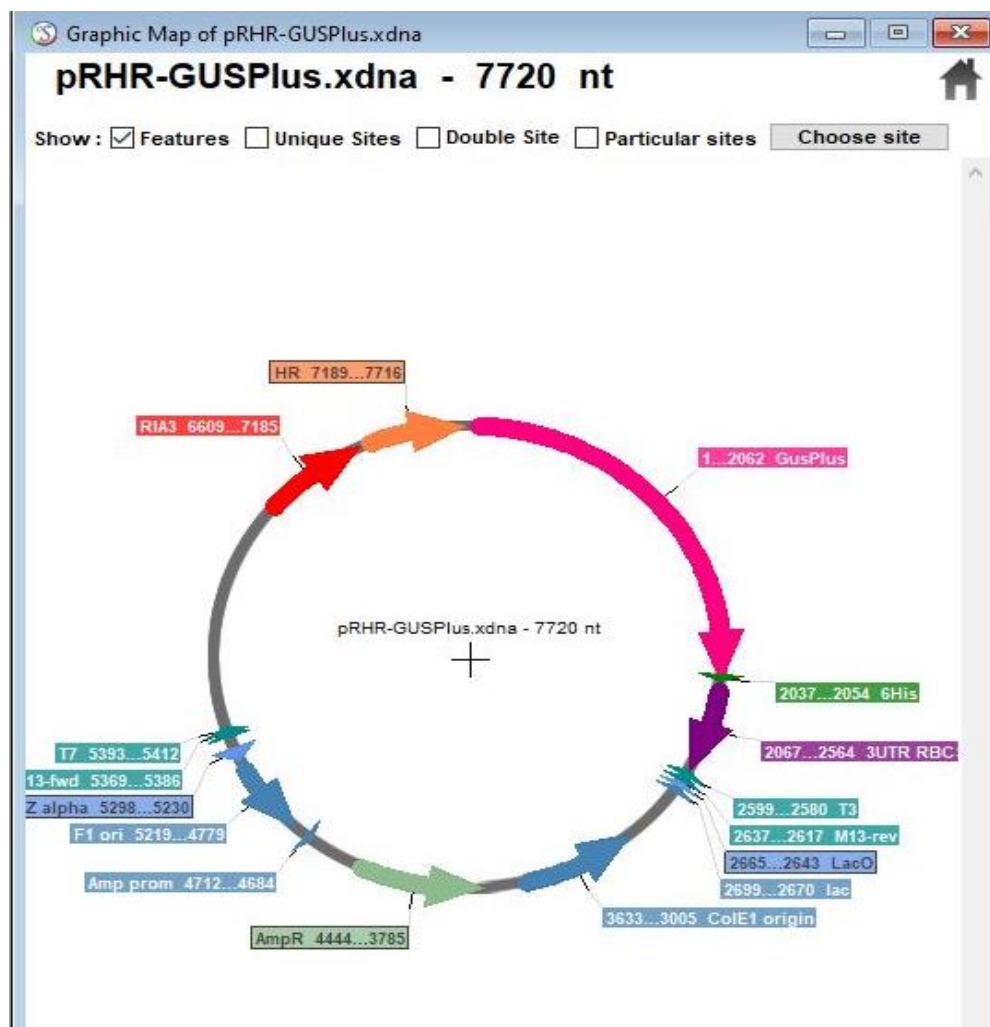 Graphic Map of pRHR-GUSPlus.xdna
pRHR-GUSPlus.xdna - 7720 nt
Show : Features Unique Sites Double Site Particular sites Choose site
HR 7189...7716
RIA3 6609...7185
1...2062 GusPlus
pRHR-GUSPlus.xdna - 7720 nt
2037...2054 6His
2067...2564 3UTR RBC
T7 5393...5412
13-fwd 5369...5386
Z alpha 5298...5230
F1 ori 5219...4779
Amp prom 4712...4684
AmpR 4444...3785
2599...2580 T3
2637...2617 M13-rev
2665...2643 LacO
2699...2670 lac
3633...3005 ColE1 origin